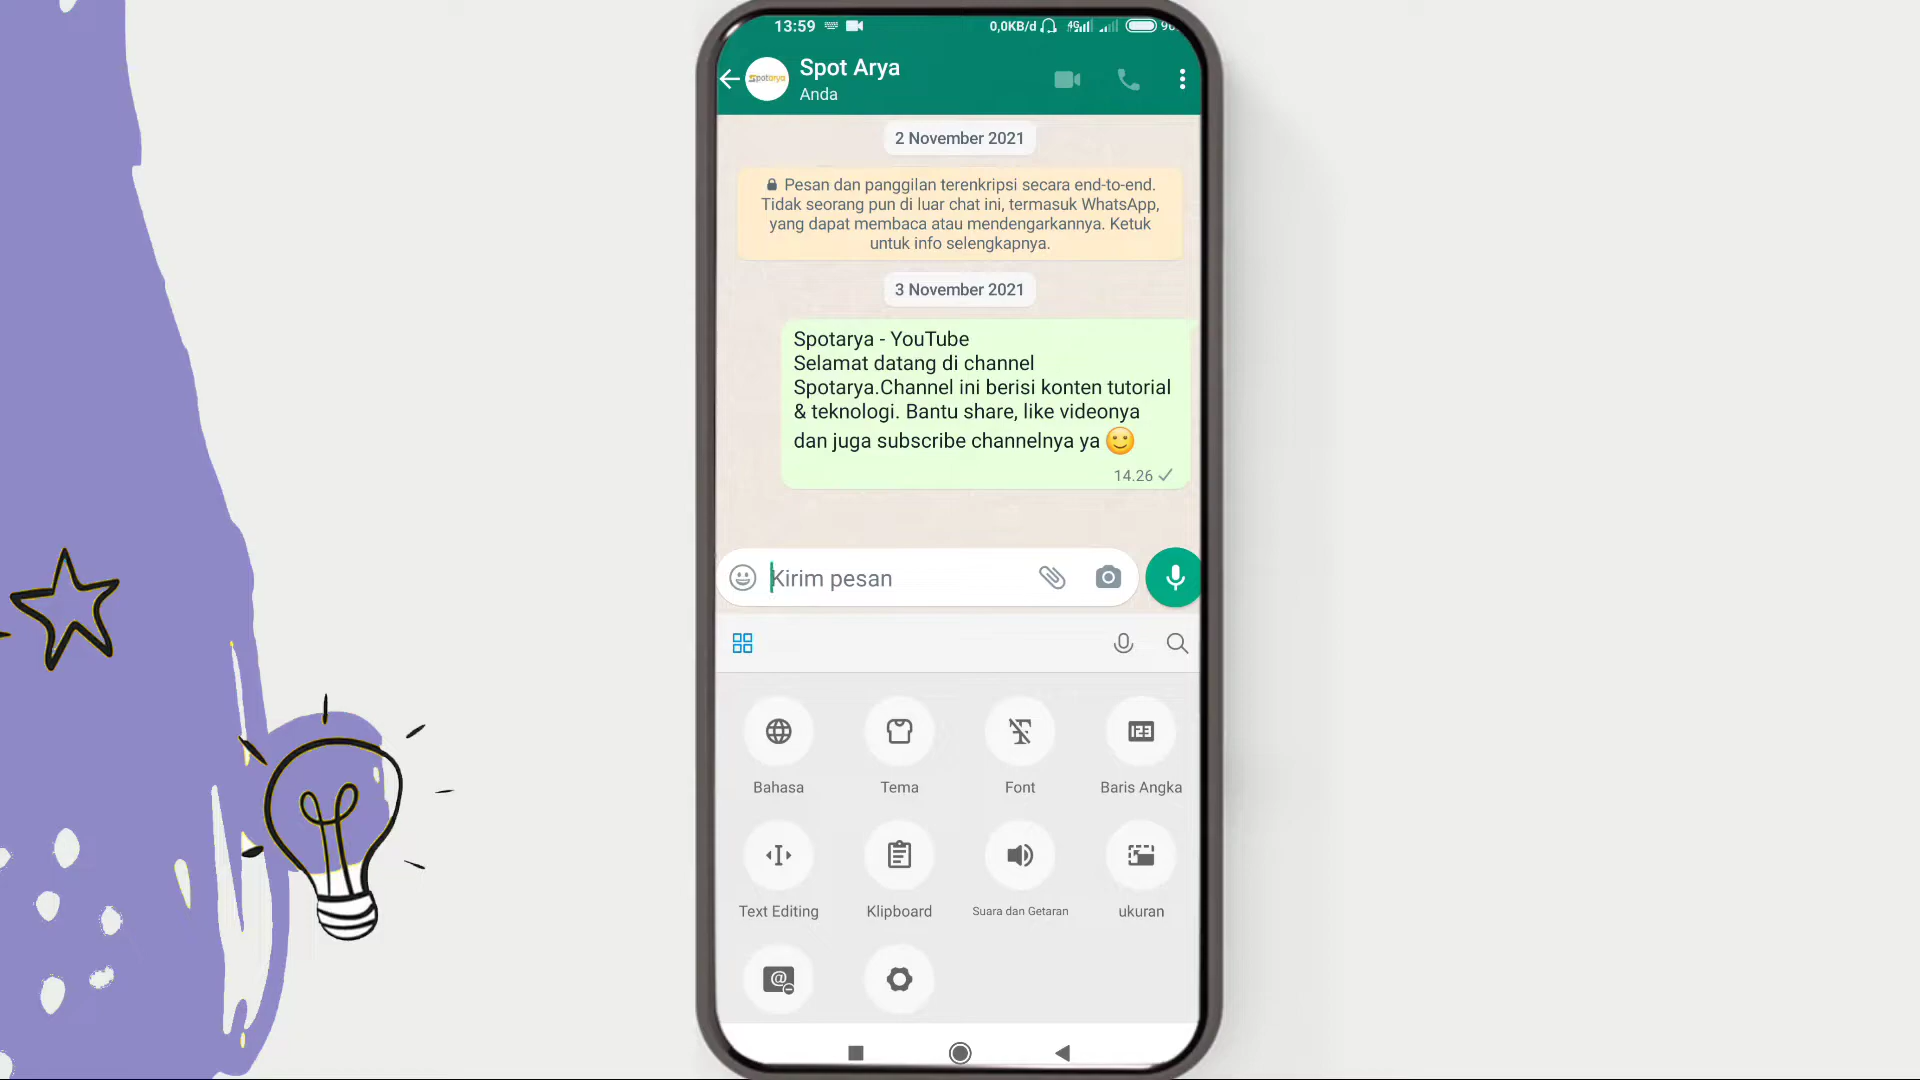 13:59
0,0KB/d
4G
Spotarya
Spot Arya
Anda
2 November 2021
Pesan dan panggilan terenkripsi secara end-to-end.
Tidak seorang pun di luar chat ini, termasuk WhatsApp,
yang dapat membaca atau mendengarkannya. Ketuk
untuk info selengkapnya.
3 November 2021
Spotarya - YouTube
Selamat datang di channel
Spotarya.Channel ini berisi konten tutorial
& teknologi. Bantu share, like videonya
dan juga subscribe channelnya ya 🙂
14.26
Kirim pesan
123
Bahasa
Tema
Font
Baris Angka
Text Editing
Klipboard
Suara dan Getaran
ukuran
@